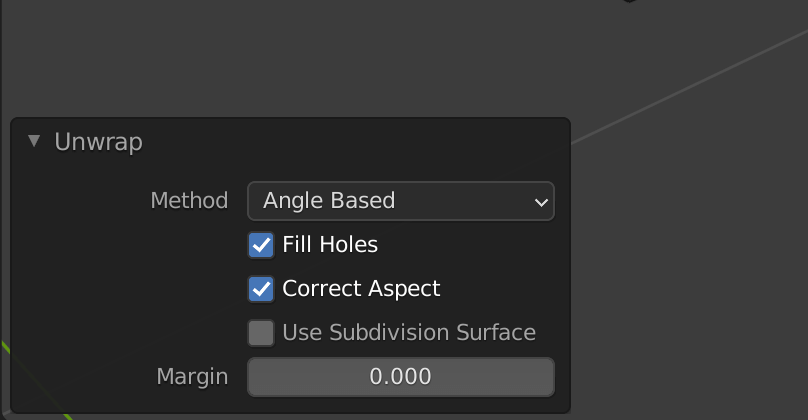 Unwrap
Method Angle Based
Fill Holes
Correct Aspect
Use Subdivision Surface
Margin 0.000